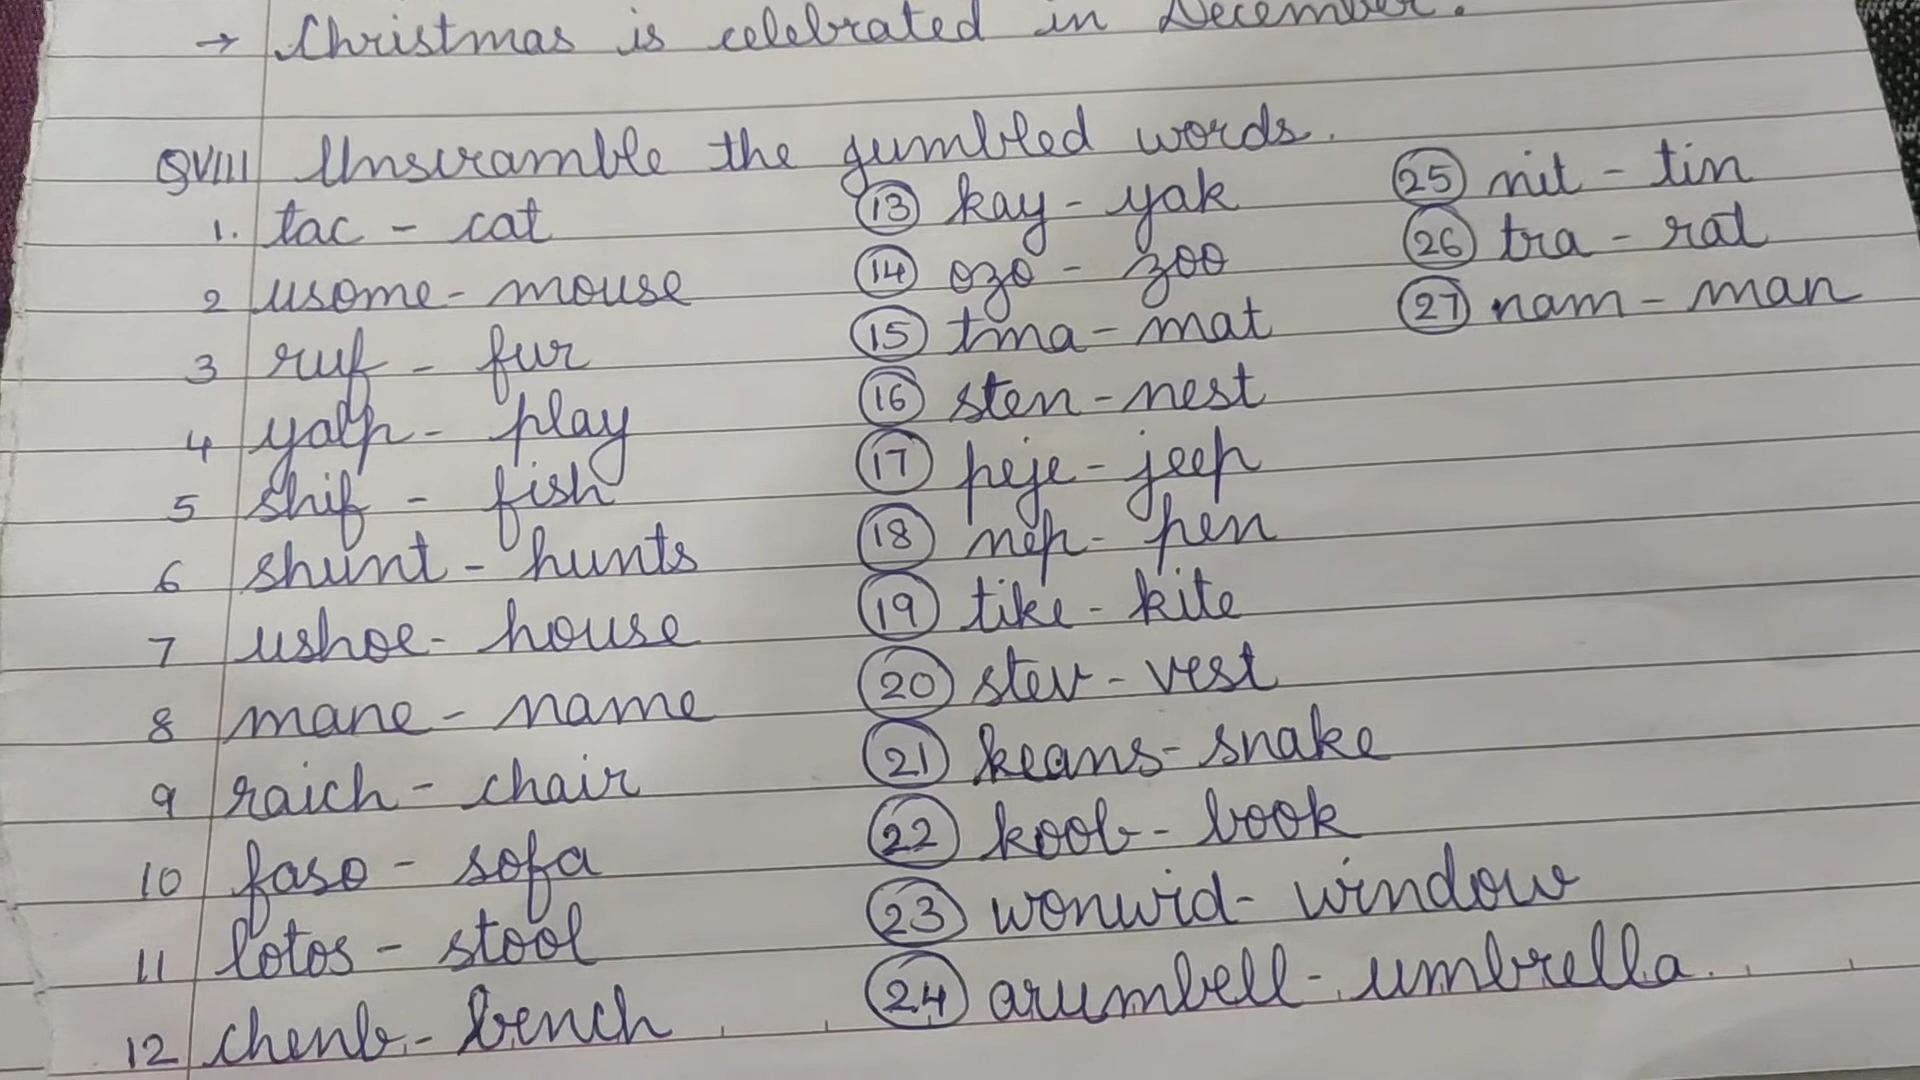 → Christmas is celebrated in December.
QVIII Unscramble the jumbled words.
1. tac - cat
2 usome - mouse
3 ruf - fur
4 yalp - play
5 shif - fish
6 shunt - hunts
7 ushoe - house
8 mane - name
9 raich - chair
10 faso - sofa
11 lotos - stool
12 chenb - bench
13 kay - yak
14 ozo - zoo
15 tma - mat
16 sten - nest
17 peje - jeep
18 nep - pen
19 tike - kite
20 stev - vest
21 keans - snake
22 koob - book
23 wonwid - window
24 arumbell - umbrella
25 nit - tin
26 tra - rat
27 nam - man